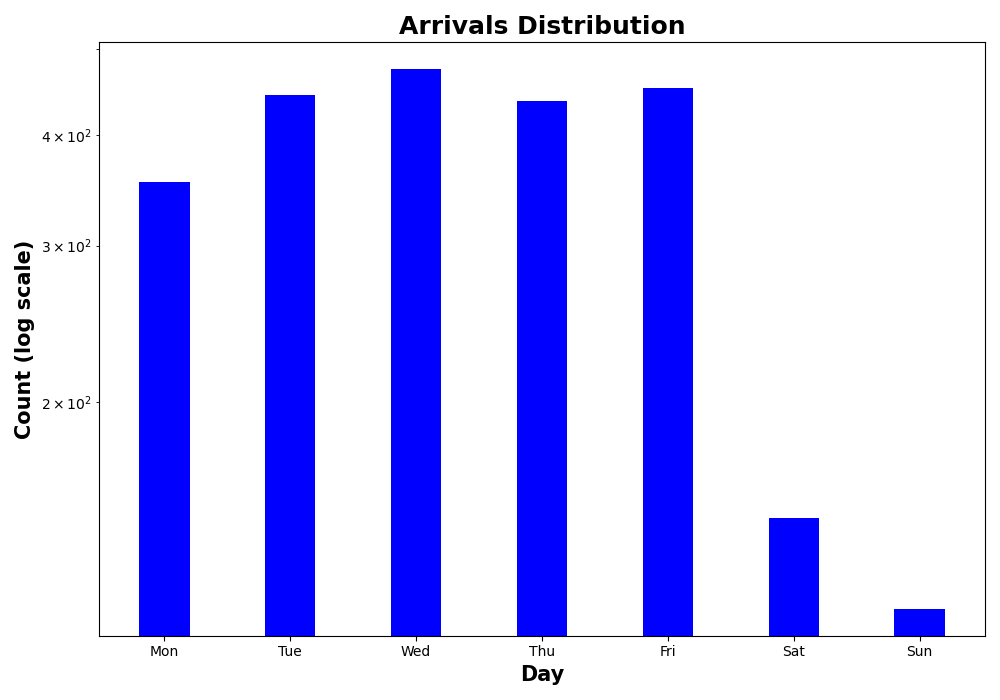 Arrivals Distribution
Count (log scale)
4 × 10²
3 × 10²
2 × 10²
Mon Tue Wed Thu Fri Sat Sun
Day